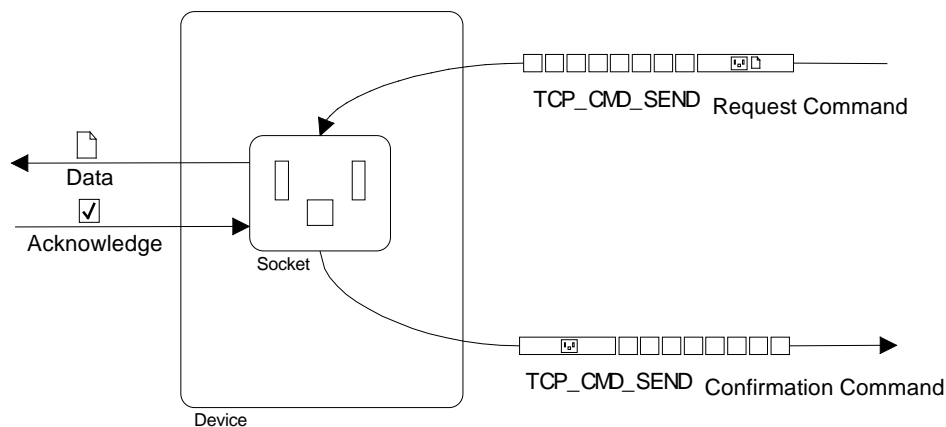 TCP_CMD_SEND Request Command
Data
Acknowledge
Socket
TCP_CMD_SEND Confirmation Command
Device